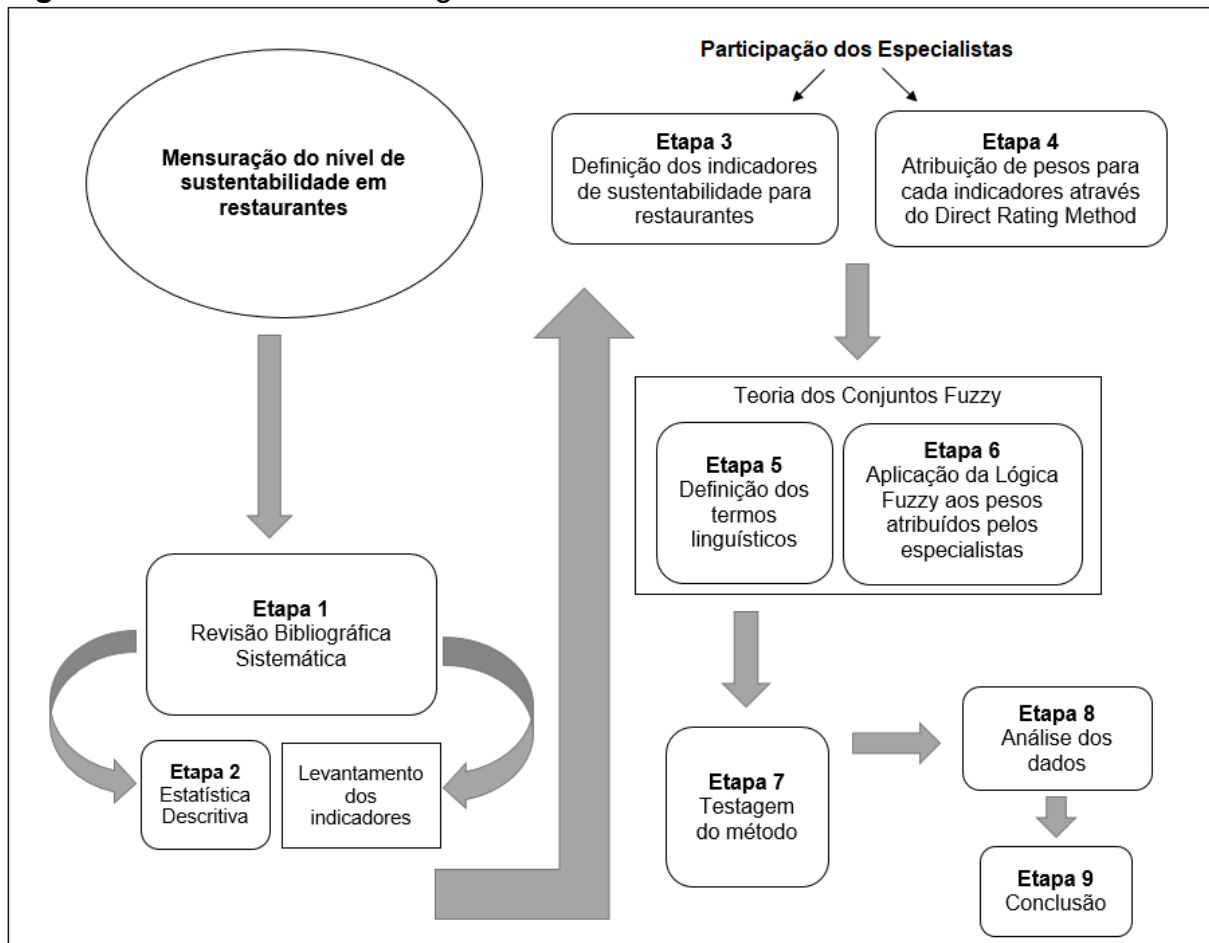 Mensuração do nível de
sustentabilidade em
restaurantes
Etapa 1
Revisão Bibliográfica
Sistemática
Etapa 2
Estatística
Descritiva
Levantamento
dos
indicadores
Participação dos Especialistas
Etapa 3
Definição dos indicadores
de sustentabilidade para
restaurantes
Etapa 4
Atribuição de pesos para
cada indicadores através
do Direct Rating Method
Teoria dos Conjuntos Fuzzy
Etapa 5
Definição dos
termos
linguísticos
Etapa 6
Aplicação da Lógica
Fuzzy aos pesos
atribuídos pelos
especialistas
Etapa 7
Testagem
do método
Etapa 8
Análise dos
dados
Etapa 9
Conclusão